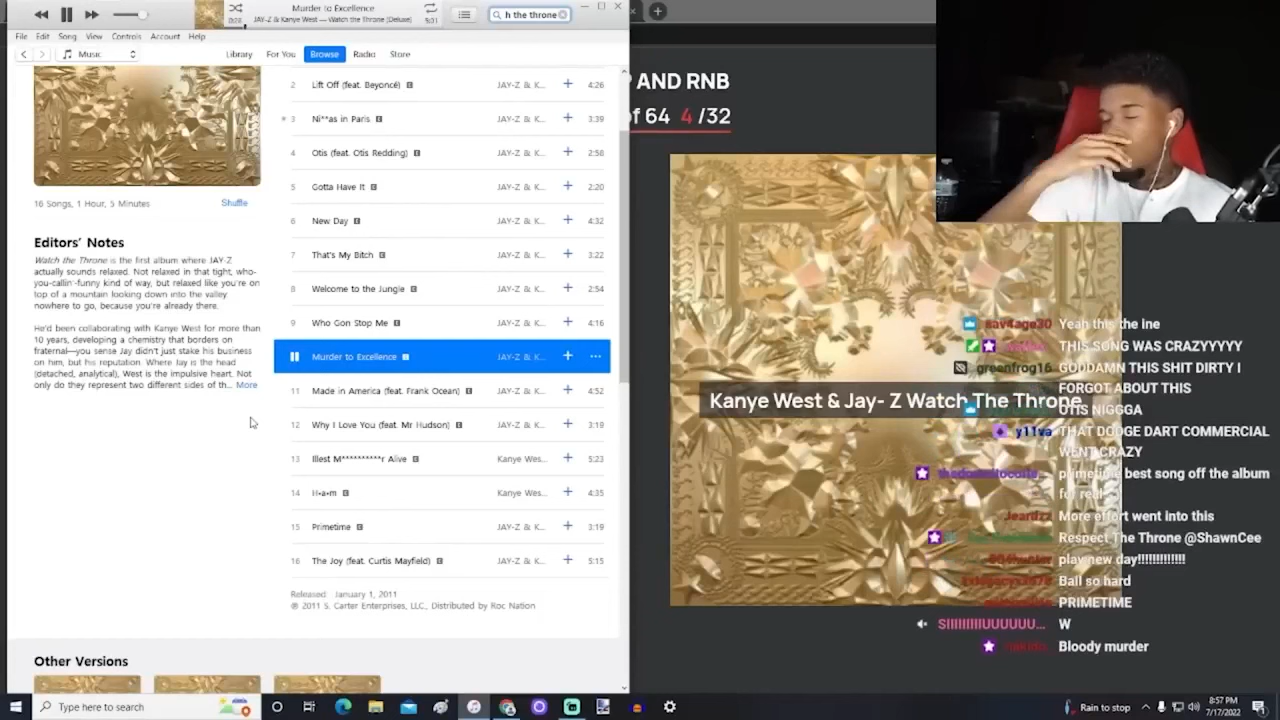 Murder to Excellence
JAY-Z & Kanye West — Watch the Throne (Deluxe)
0:28
9:31
h the throne
File Edit Song View Controls Account Help
Music
Library For You Browse Radio Store
2 Lift Off (feat. Beyoncé) E JAY-Z & K... + 4:26
3 Ni**as in Paris E JAY-Z & K... + 3:39
4 Otis (feat. Otis Redding) E JAY-Z & K... + 2:58
5 Gotta Have It E JAY-Z & K... + 2:20
6 New Day E JAY-Z & K... + 4:32
7 That's My Bitch E JAY-Z & K... + 3:22
8 Welcome to the Jungle E JAY-Z & K... + 2:54
9 Who Gon Stop Me E JAY-Z & K... + 4:16
Murder to Excellence E JAY-Z & K... + ...
11 Made in America (feat. Frank Ocean) E JAY-Z & K... + 4:52
12 Why I Love You (feat. Mr Hudson) E JAY-Z & K... + 3:19
13 Illest M**********r Alive E Kanye Wes... + 5:23
14 H•a•m E Kanye Wes... + 4:35
15 Primetime E JAY-Z & K... + 3:19
16 The Joy (feat. Curtis Mayfield) E JAY-Z & K... + 5:15
Released January 1, 2011
℗ 2011 S. Carter Enterprises, LLC., Distributed by Roc Nation
16 Songs, 1 Hour, 5 Minutes
Shuffle
Editors' Notes
Watch the Throne is the first album where JAY-Z
actually sounds relaxed. Not relaxed in that tight, who-
you-callin'-funny kind of way, but relaxed like you're on
top of a mountain looking down into the valley
nowhere to go, because you're already there.
He'd been collaborating with Kanye West for more than
10 years, developing a chemistry that borders on
fraternal—you sense Jay didn't just stake his business
on him, but his reputation. Where Jay is the head
(detached, analytical), West is the impulsive heart. Not
only do they represent two different sides of th... More
Other Versions
P AND RNB
of 64 4 /32
Kanye West & Jay- Z Watch The Throne
sav4age30 Yeah this the ine
THIS SONG WAS CRAZYYYYY
greenfrog16 GODDAMN THIS SHIT DIRTY I
FORGOT ABOUT THIS
OTIS NIGGGA
y11va THAT DODGE DART COMMERCIAL
WENT CRAZY
primetime best song off the album
for real
Jeardzz More effort went into this
Respect The Throne @ShawnCee
play new day!!!!!!!!!!!!
Ball so hard
PRIMETIME
SIIIIIIIIUUUUUU... W
Bloody murder
Type here to search
Rain to stop
8:57 PM
7/17/2022